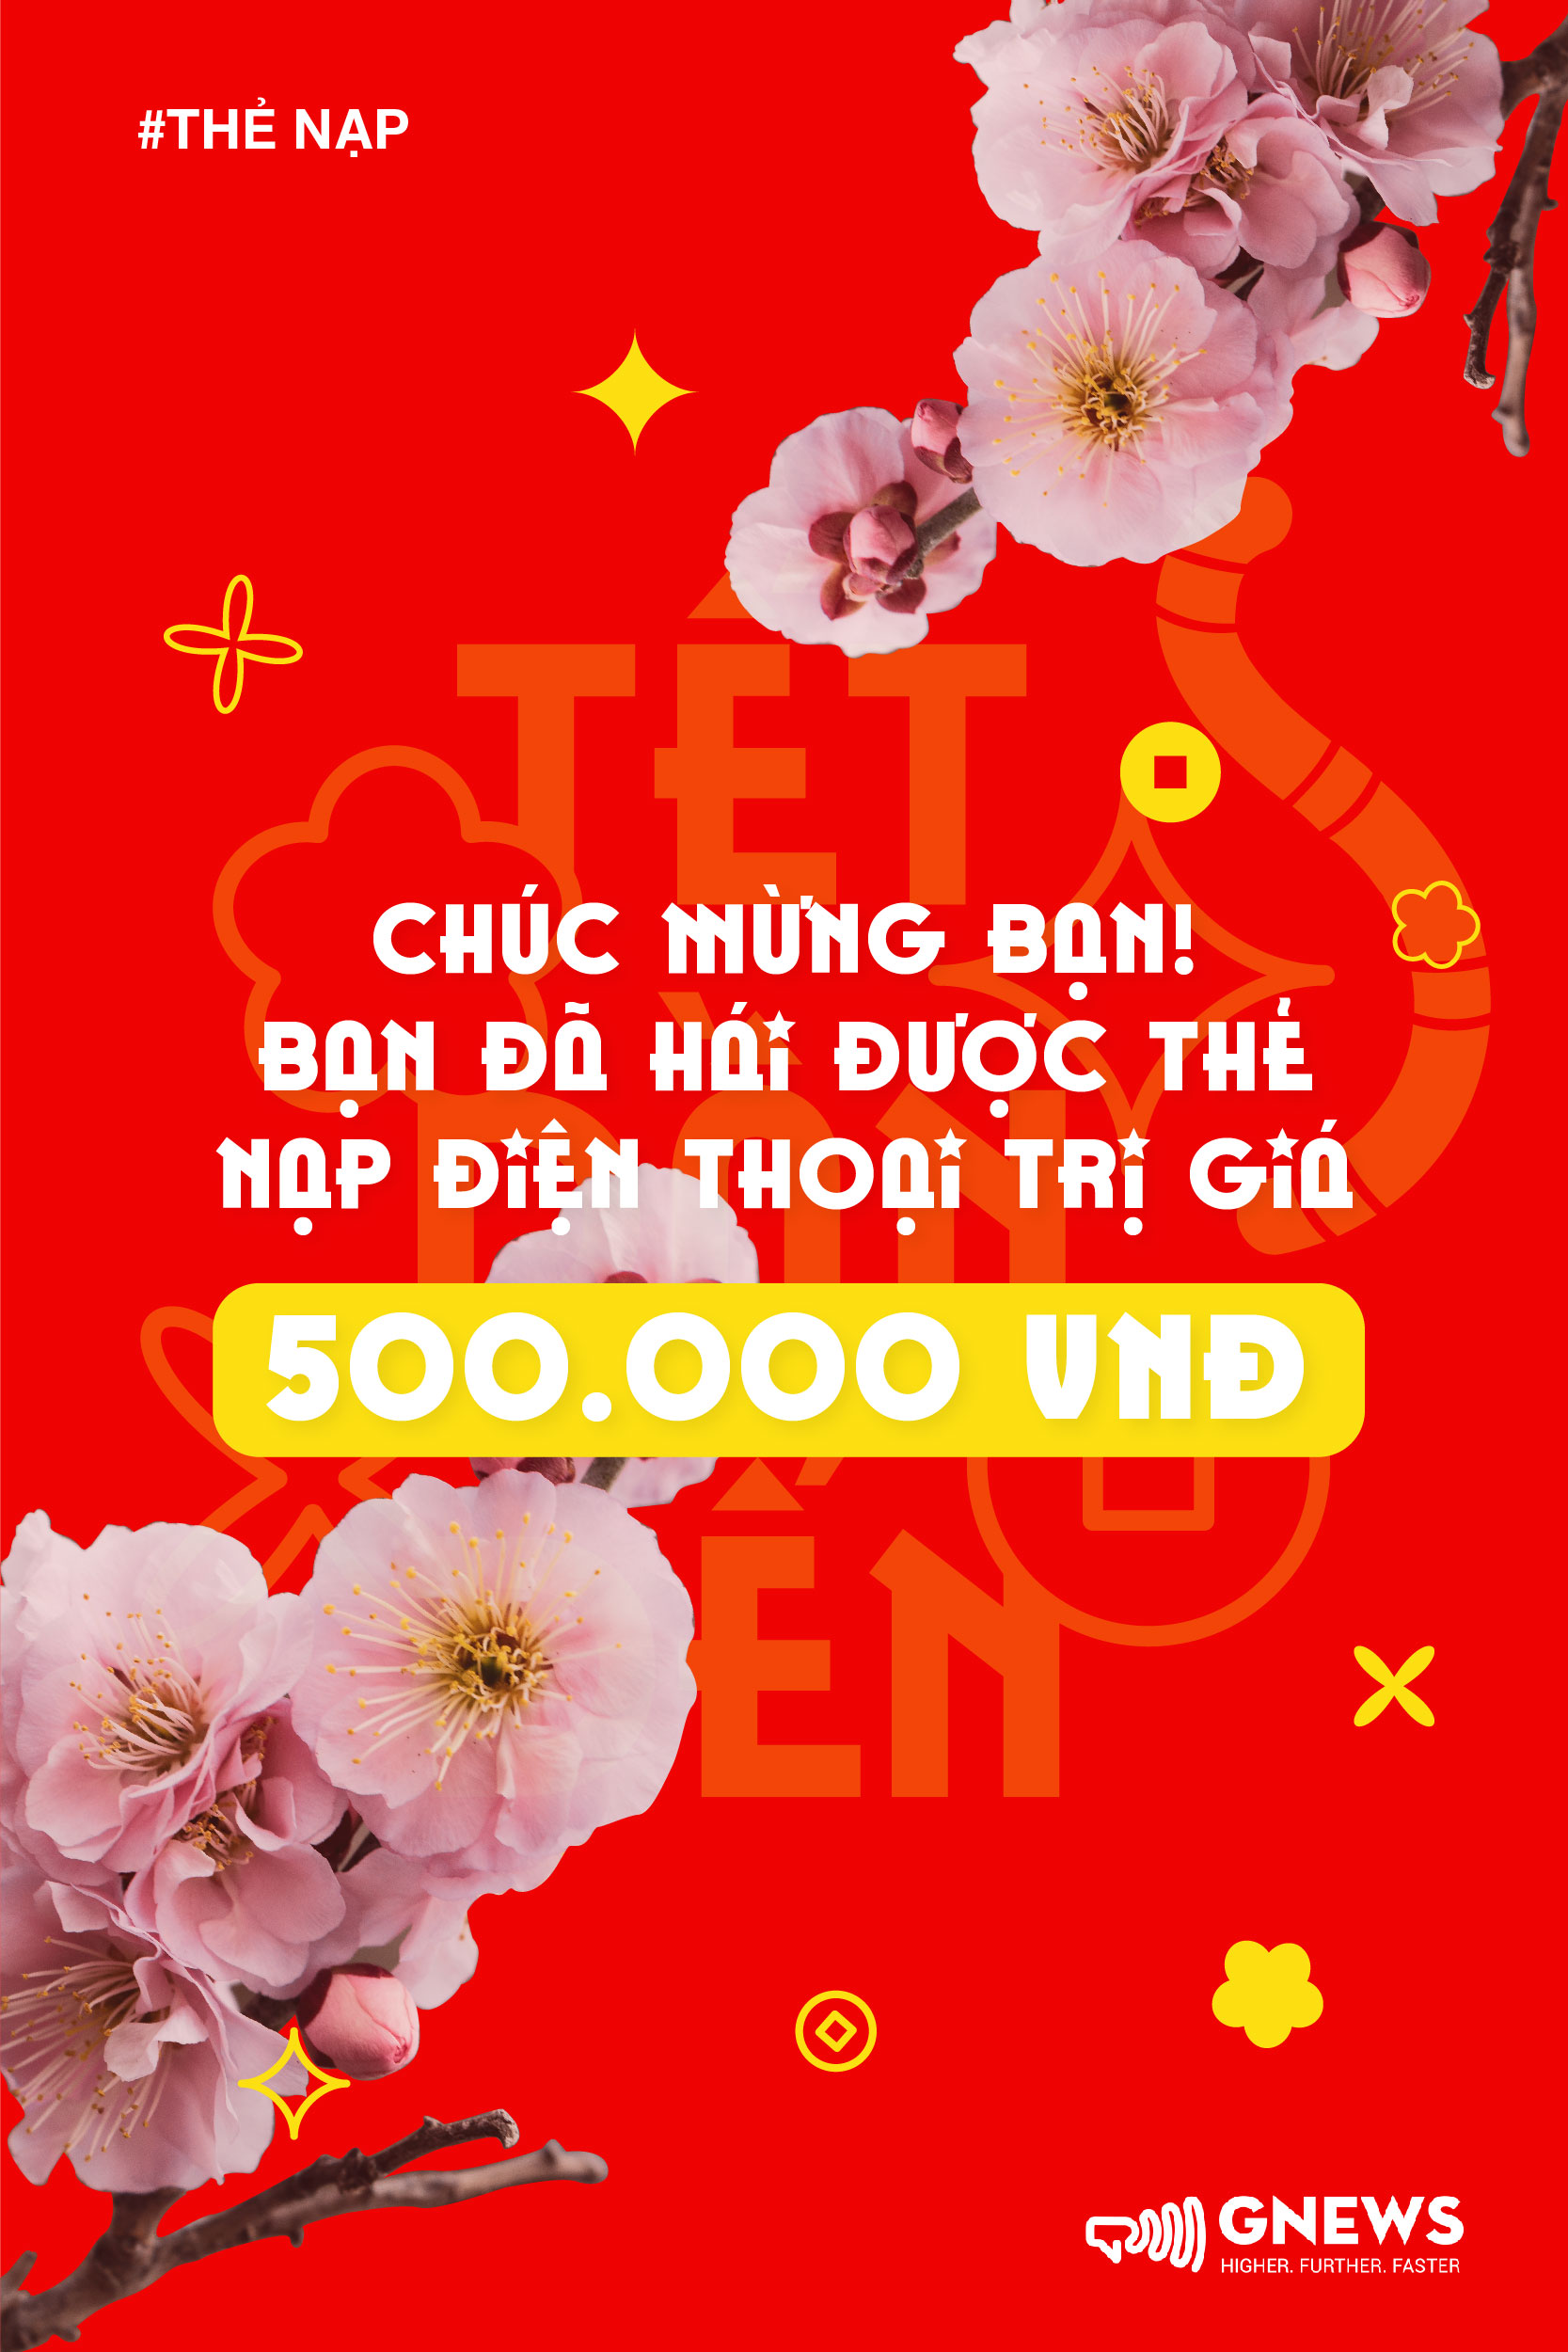 #THẺ NẠP
TẾT
CHÚC MỪNG BẠN!
BẠN ĐÃ HÁI ĐƯỢC THẺ
NẠP ĐIỆN THOẠI TRỊ GIÁ
500.000 VNĐ
GNEWS
HIGHER. FURTHER. FASTER